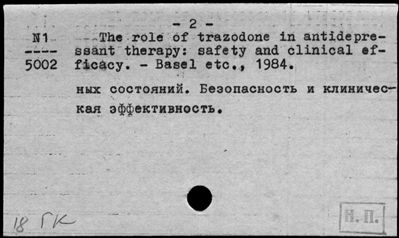 - 2 -
N1 The role of trazodone in antidepre-
---- ssant therapy: safety and clinical ef-
5002 ficacy. - Basel etc., 1984.
ных состояний. Безопасность и клиничес-
кая эффективность.
18 ГК
Н. П.